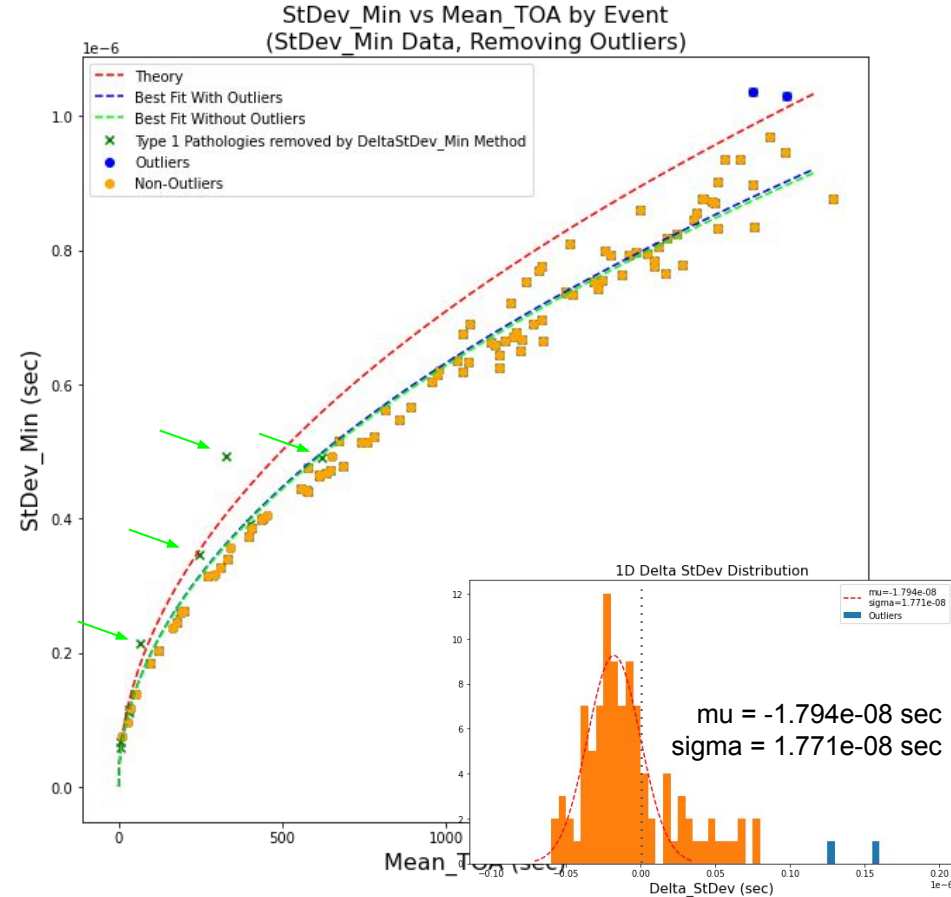 StDev_Min vs Mean_TOA by Event
(StDev_Min Data, Removing Outliers)
1e−6
Theory
Best Fit With Outliers
Best Fit Without Outliers
Type 1 Pathologies removed by DeltaStDev_Min Method
Outliers
Non-Outliers
1.0
0.8
0.6
0.4
0.2
0.0
StDev_Min (sec)
0
500
1000
Mean_TOA (sec)
1D Delta StDev Distribution
mu=-1.794e-08
sigma=1.771e-08
Outliers
12
10
8
6
4
2
0
mu = -1.794e-08 sec
sigma = 1.771e-08 sec
−0.10
−0.05
0.00
0.05
0.10
0.15
0.20
1e−6
Delta_StDev (sec)